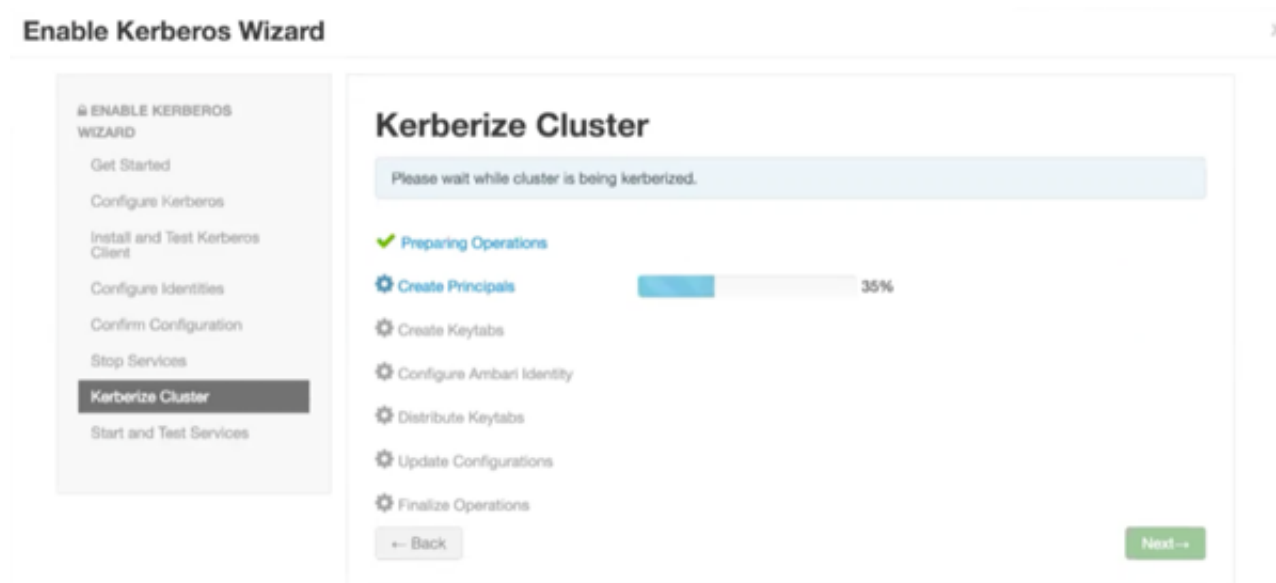 Enable Kerberos Wizard
ENABLE KERBEROS
WIZARD
Get Started
Configure Kerberos
Install and Test Kerberos
Client
Configure Identities
Confirm Configuration
Stop Services
Kerberize Cluster
Start and Test Services
Kerberize Cluster
Please wait while cluster is being kerberized.
Preparing Operations
Create Principals 35%
Create Keytabs
Configure Ambari Identity
Distribute Keytabs
Update Configurations
Finalize Operations
← Back
Next→